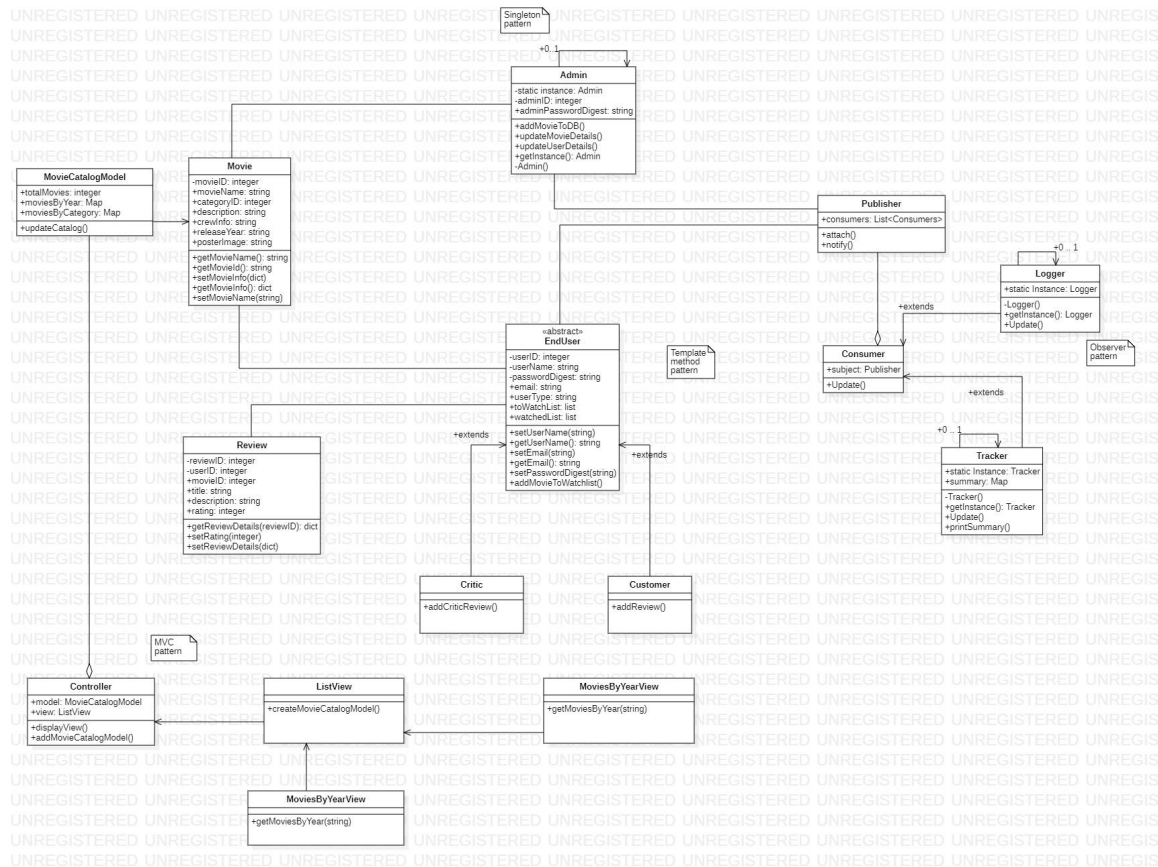 Singleton
pattern
+0..1
Admin
-static instance: Admin
-adminID: integer
+adminPasswordDigest: string
+addMovieToDB()
+updateMovieDetails()
+updateUserDetails()
+getInstance(): Admin
-Admin()
MovieCatalogModel
+totalMovies: integer
+moviesByYear: Map
+moviesByCategory: Map
+updateCatalog()
Movie
-movieID: integer
+movieName: string
+categoryID: integer
+description: string
+crewInfo: string
+releaseYear: string
+posterImage: string
+getMovieName(): string
+getMovieId(): string
+setMovieInfo(dict)
+getMovieInfo(): dict
+setMovieName(string)
Publisher
+consumers: List<Consumers>
+attach()
+notify()
+0 .. 1
Logger
+static Instance: Logger
-Logger()
+getInstance(): Logger
+Update()
+extends
Observer
pattern
Consumer
+subject: Publisher
+Update()
+extends
«abstract»
EndUser
-userID: integer
-userName: string
-passwordDigest: string
+email: string
+userType: string
+toWatchList: list
+watchedList: list
+setUserName(string)
+getUserName(): string
+setEmail(string)
+getEmail(): string
+setPasswordDigest(string)
+addMovieToWatchlist()
Template
method
pattern
+extends
+extends
+0 .. 1
Tracker
+static Instance: Tracker
+summary: Map
-Tracker()
+getInstance(): Tracker
+Update()
+printSummary()
Review
-reviewID: integer
-userID: integer
+movieID: integer
+title: string
+description: string
+rating: integer
+getReviewDetails(reviewID): dict
+setRating(integer)
+setReviewDetails(dict)
Critic
+addCriticReview()
Customer
+addReview()
MVC
pattern
Controller
+model: MovieCatalogModel
+view: ListView
+displayView()
+addMovieCatalogModel()
ListView
+createMovieCatalogModel()
MoviesByYearView
+getMoviesByYear(string)
MoviesByYearView
+getMoviesByYear(string)